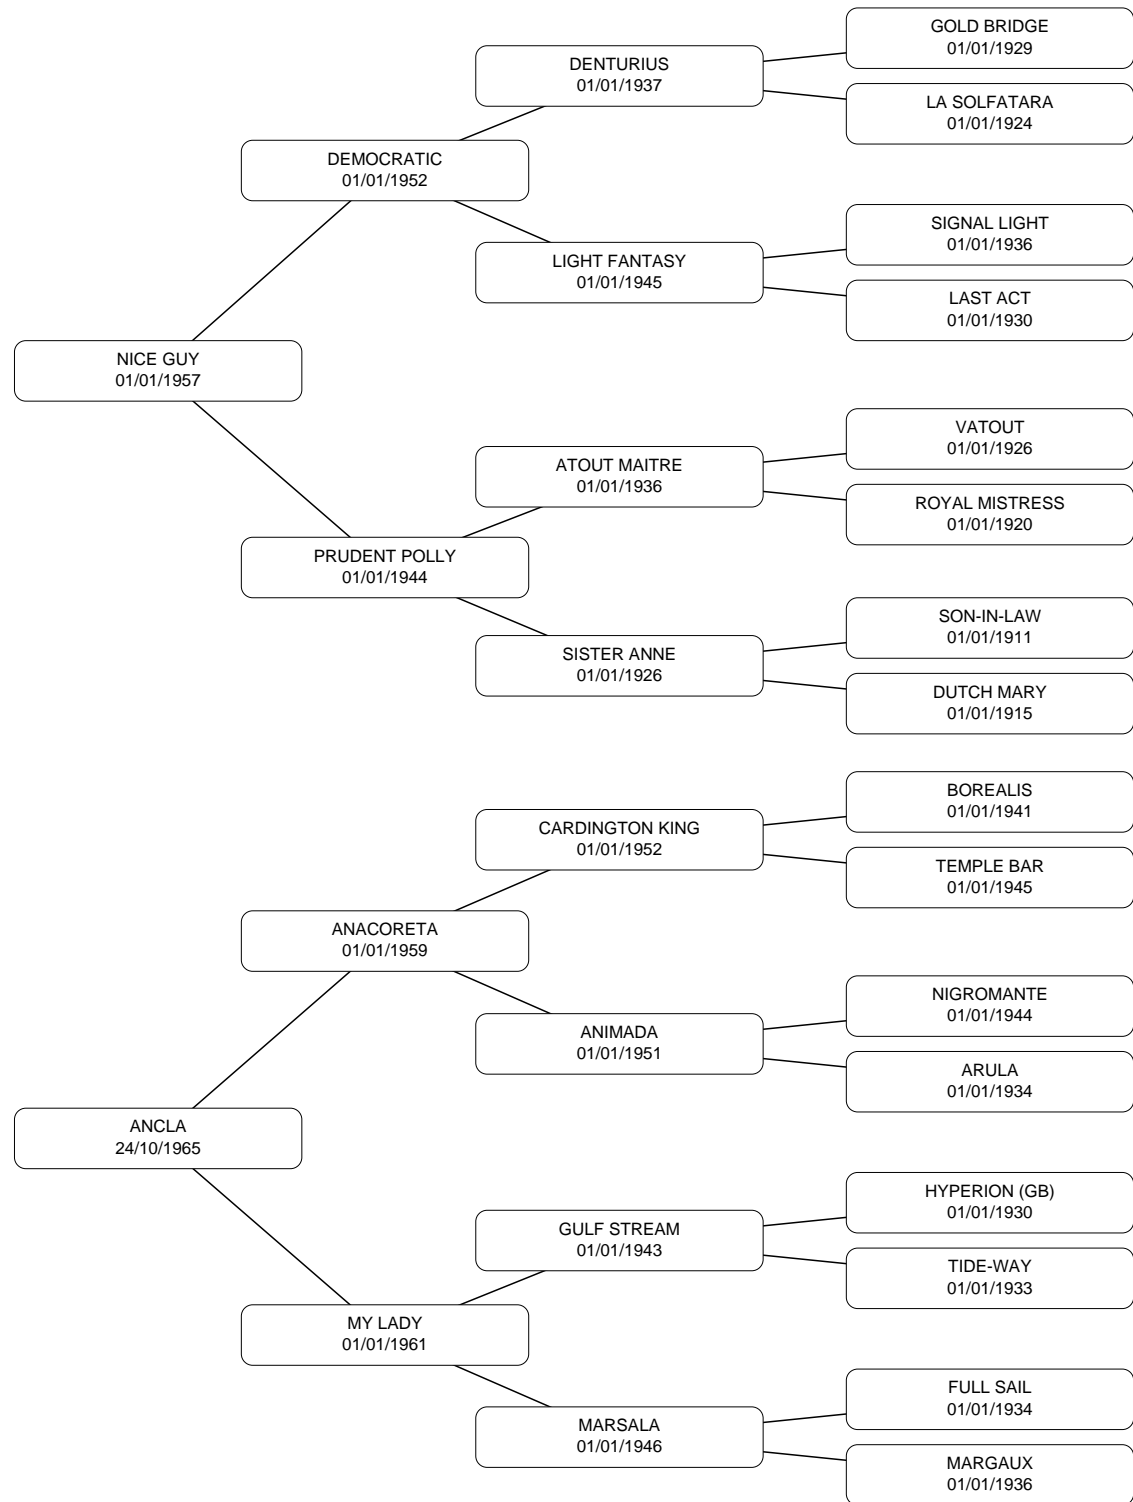 GOLD BRIDGE
01/01/1929
DENTURIUS
01/01/1937
LA SOLFATARA
01/01/1924
DEMOCRATIC
01/01/1952
SIGNAL LIGHT
01/01/1936
LIGHT FANTASY
01/01/1945
LAST ACT
01/01/1930
NICE GUY
01/01/1957
VATOUT
01/01/1926
ATOUT MAITRE
01/01/1936
ROYAL MISTRESS
01/01/1920
PRUDENT POLLY
01/01/1944
SON-IN-LAW
01/01/1911
SISTER ANNE
01/01/1926
DUTCH MARY
01/01/1915
BOREALIS
01/01/1941
CARDINGTON KING
01/01/1952
TEMPLE BAR
01/01/1945
ANACORETA
01/01/1959
NIGROMANTE
01/01/1944
ANIMADA
01/01/1951
ARULA
01/01/1934
ANCLA
24/10/1965
HYPERION (GB)
01/01/1930
GULF STREAM
01/01/1943
TIDE-WAY
01/01/1933
MY LADY
01/01/1961
FULL SAIL
01/01/1934
MARSALA
01/01/1946
MARGAUX
01/01/1936